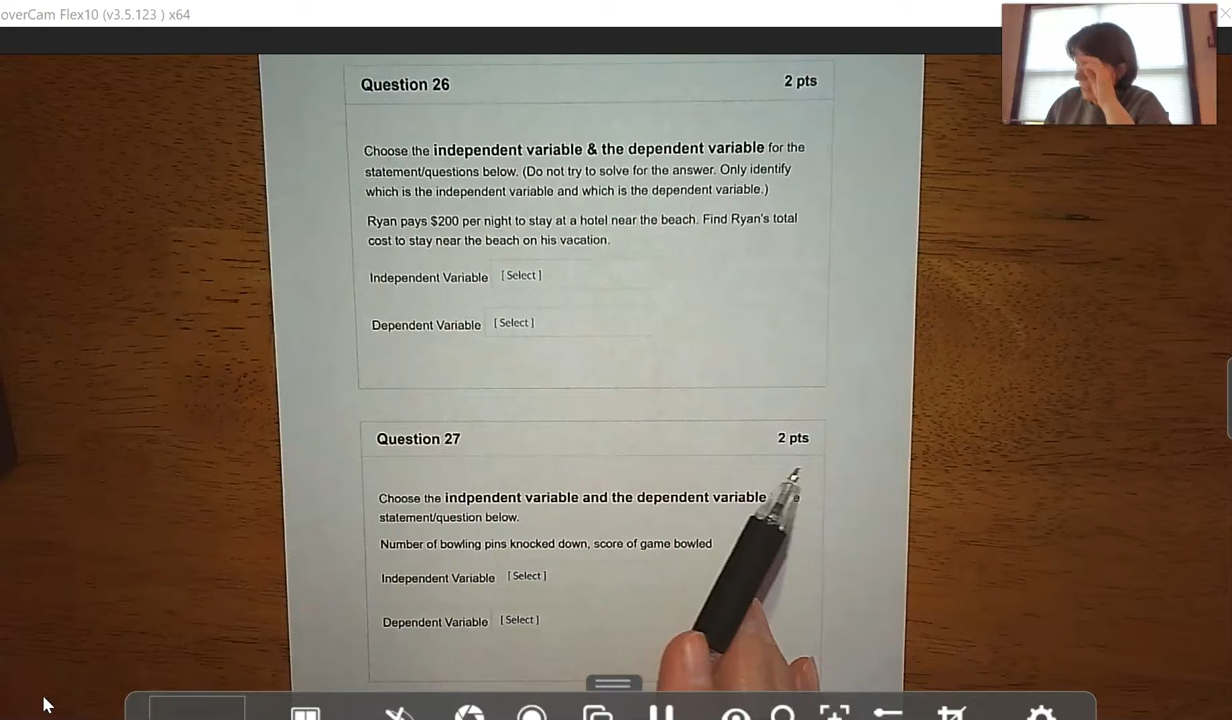 overCam Flex10 (v3.5.123 ) x64
Question 26 2 pts
Choose the independent variable & the dependent variable for the
statement/questions below. (Do not try to solve for the answer. Only identify
which is the independent variable and which is the dependent variable.)
Ryan pays $200 per night to stay at a hotel near the beach. Find Ryan's total
cost to stay near the beach on his vacation.
Independent Variable [ Select ]
Dependent Variable [ Select ]
Question 27 2 pts
Choose the indpendent variable and the dependent variable
statement/question below.
Number of bowling pins knocked down, score of game bowled
Independent Variable [ Select ]
Dependent Variable [ Select ]